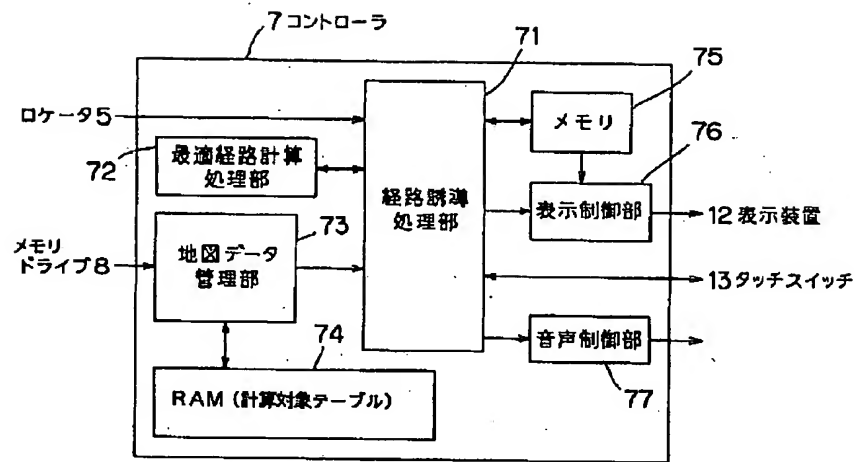 7 コントローラ
71
75
ロケータ5
メモリ
76
72
最適経路計算
処理部
経路誘導
処理部
表示制御部
12 表示装置
73
メモリ
ドライブ8
地図データ
管理部
13タッチスイッチ
74
音声制御部
RAM (計算対象テーブル)
77